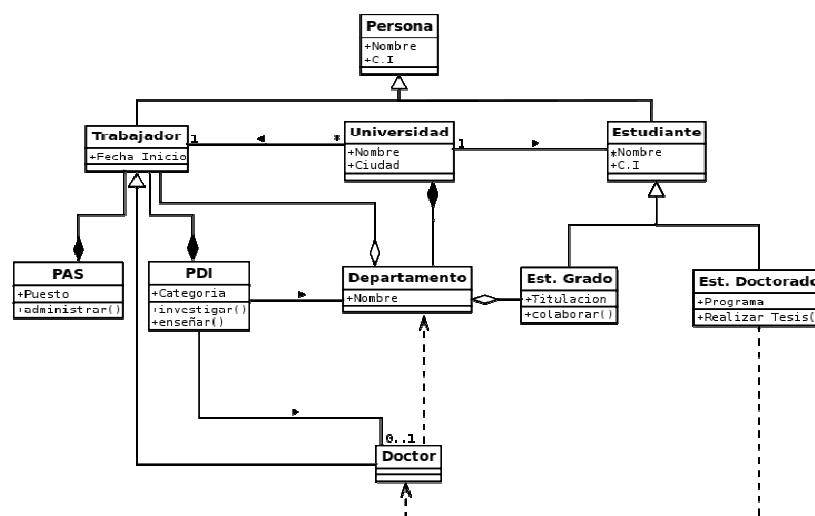 Persona
+Nombre
+C.I
Trabajador
+Fecha Inicio
1
*
Universidad
+Nombre
+Ciudad
1
Estudiante
*Nombre
+C.I
PAS
+Puesto
+administrar()
PDI
+Categoria
+investigar()
+enseñar()
Departamento
+Nombre
Est. Grado
+Titulacion
+colaborar()
Est. Doctorado
+Programa
+Realizar Tesis(
0..1
Doctor